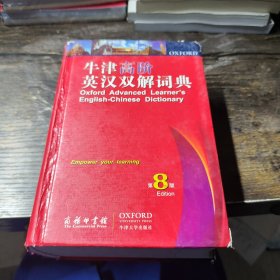 OXFORD
牛津高阶
英汉双解词典
Oxford Advanced Learner's
English-Chinese Dictionary
Empower your learning
第8版
Edition
商务印书馆
The Commercial Press
OXFORD
UNIVERSITY PRESS
牛津大学出版社